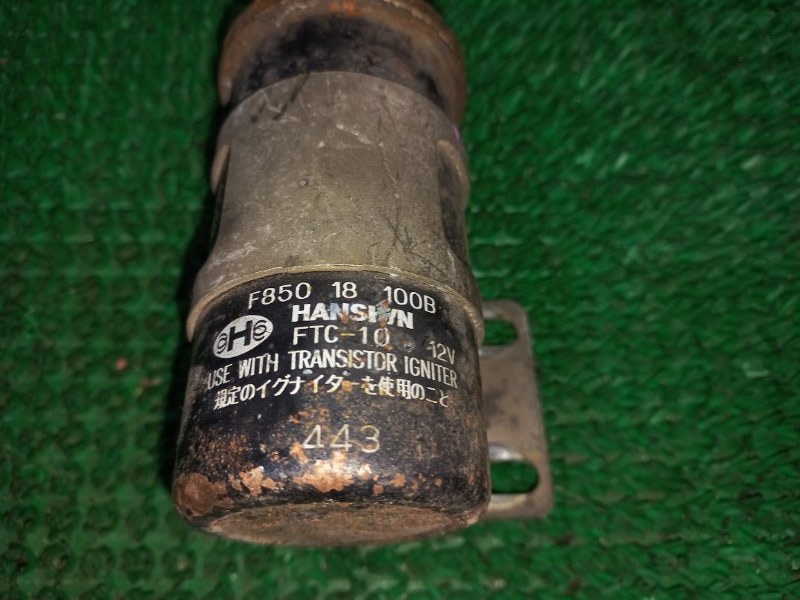 F850 18 100B
HANSHIN
H
FTC-10 12V
USE WITH TRANSISTOR IGNITER
規定のイグナイターを使用のこと
443